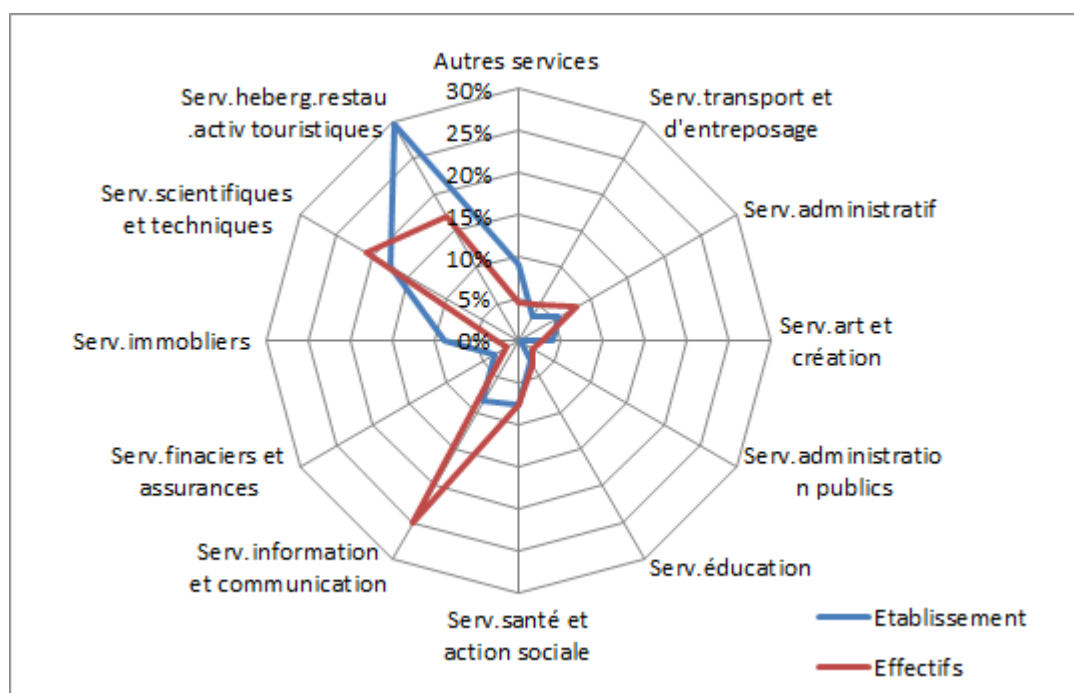 Autres services
30%
25%
20%
15%
10%
5%
0%
Serv.transport et
d'entreposage
Serv.administratif
Serv.art et
création
Serv.administratio
n publics
Serv.éducation
Serv.santé et
action sociale
Serv.information
et communication
Serv.finaciers et
assurances
Serv.immobliers
Serv.scientifiques
et techniques
Serv.heberg.restau
.activ touristiques
Etablissement
Effectifs